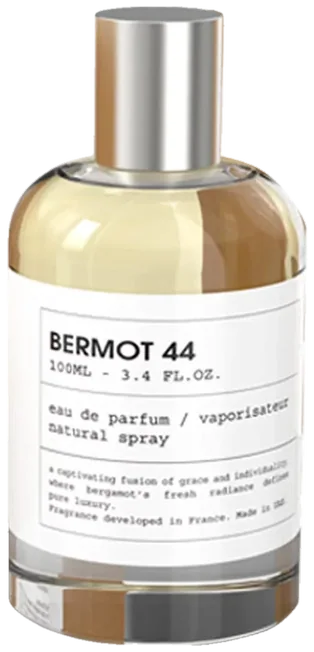 BERMOT 44
100ML - 3.4 FL.OZ.
eau de parfum / vaporisateur
natural spray
a captivating fusion of grace and individuality
where bergamot's fresh radiance defines
pure luxury.
Fragrance developed in France. Made in UAE.